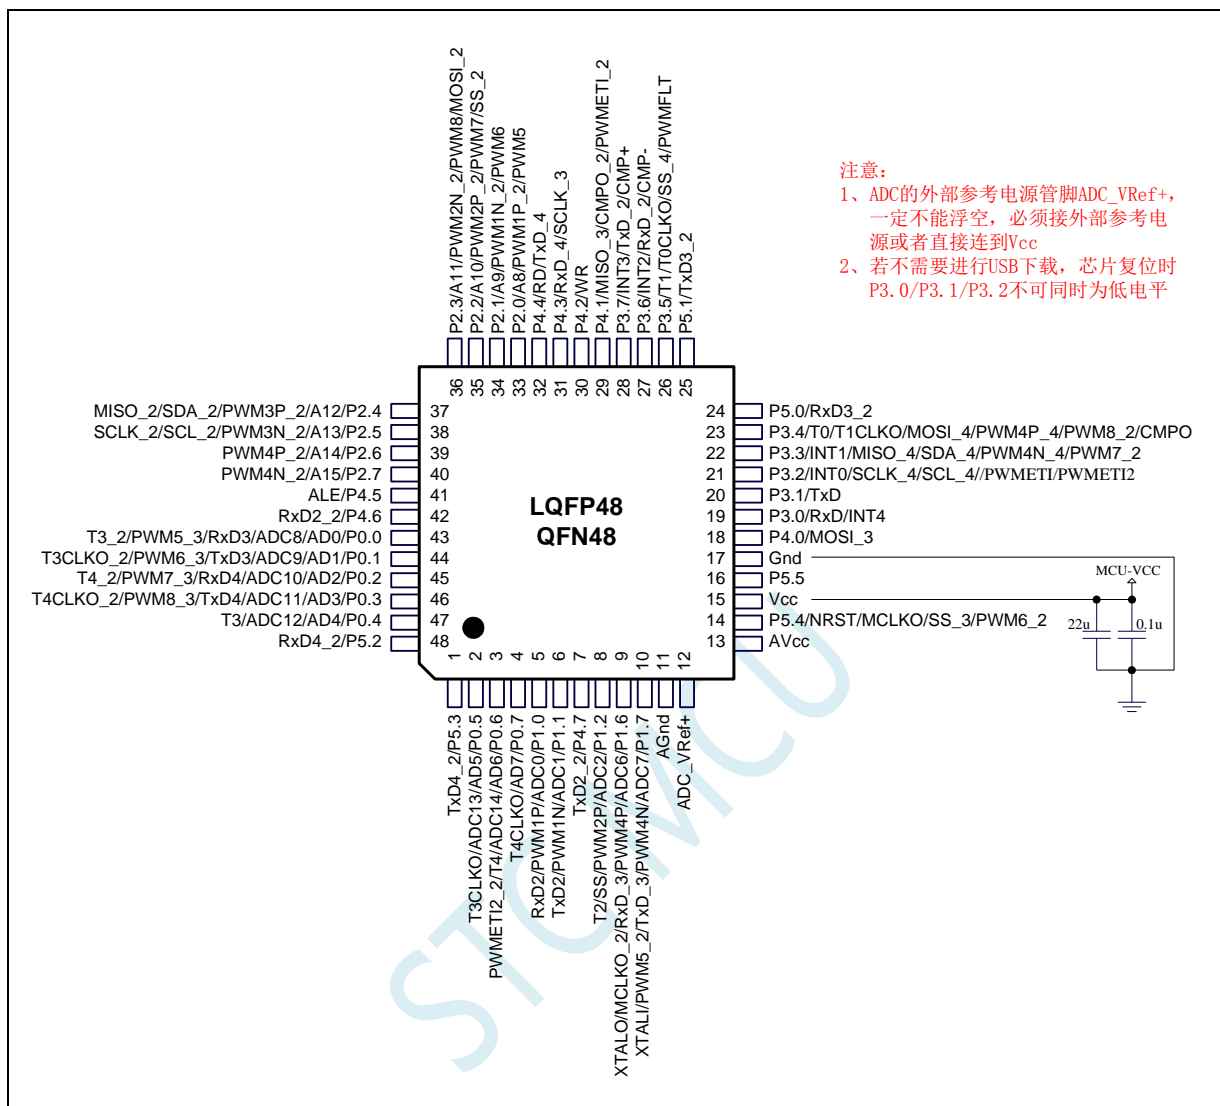 P2.3/A11/PWM2N_2/PWM8/MOSI_2
P2.2/A10/PWM2P_2/PWM7/SS_2
P2.1/A9/PWM1N_2/PWM6
P2.0/A8/PWM1P_2/PWM5
P4.4/RD/TxD_4
P4.3/RxD_4/SCLK_3
P4.2/WR
P4.1/MISO_3/CMPO_2/PWMETI_2
P3.7/INT3/TxD_2/CMP+
P3.6/INT2/RxD_2/CMP-
P3.5/T1/T0CLKO/SS_4/PWMFLT
P5.1/TxD3_2
注意:
1、ADC的外部参考电源管脚ADC_VRef+,
一定不能浮空，必须接外部参考电
源或者直接连到Vcc
2、若不需要进行USB下载，芯片复位时
P3.0/P3.1/P3.2不可同时为低电平
36 35 34 33 32 31 30 29 28 27 26 25
MISO_2/SDA_2/PWM3P_2/A12/P2.4 37
SCLK_2/SCL_2/PWM3N_2/A13/P2.5 38
PWM4P_2/A14/P2.6 39
PWM4N_2/A15/P2.7 40
ALE/P4.5 41
RxD2_2/P4.6 42
T3_2/PWM5_3/RxD3/ADC8/AD0/P0.0 43
T3CLKO_2/PWM6_3/TxD3/ADC9/AD1/P0.1 44
T4_2/PWM7_3/RxD4/ADC10/AD2/P0.2 45
T4CLKO_2/PWM8_3/TxD4/ADC11/AD3/P0.3 46
T3/ADC12/AD4/P0.4 47
RxD4_2/P5.2 48
LQFP48
QFN48
24 P5.0/RxD3_2
23 P3.4/T0/T1CLKO/MOSI_4/PWM4P_4/PWM8_2/CMPO
22 P3.3/INT1/MISO_4/SDA_4/PWM4N_4/PWM7_2
21 P3.2/INT0/SCLK_4/SCL_4//PWMETI/PWMETI2
20 P3.1/TxD
19 P3.0/RxD/INT4
18 P4.0/MOSI_3
17 Gnd
16 P5.5
15 Vcc
14 P5.4/NRST/MCLKO/SS_3/PWM6_2
13 AVcc
MCU-VCC
22u 0.1u
1 2 3 4 5 6 7 8 9 10 11 12
TxD4_2/P5.3
T3CLKO/ADC13/AD5/P0.5
PWMETI2_2/T4/ADC14/AD6/P0.6
T4CLKO/AD7/P0.7
RxD2/PWM1P/ADC0/P1.0
TxD2/PWM1N/ADC1/P1.1
TxD2_2/P4.7
T2/SS/PWM2P/ADC2/P1.2
XTALO/MCLKO_2/RxD_3/PWM4P/ADC6/P1.6
XTALI/PWM5_2/TxD_3/PWM4N/ADC7/P1.7
AGnd
ADC_VRef+
STCMCU